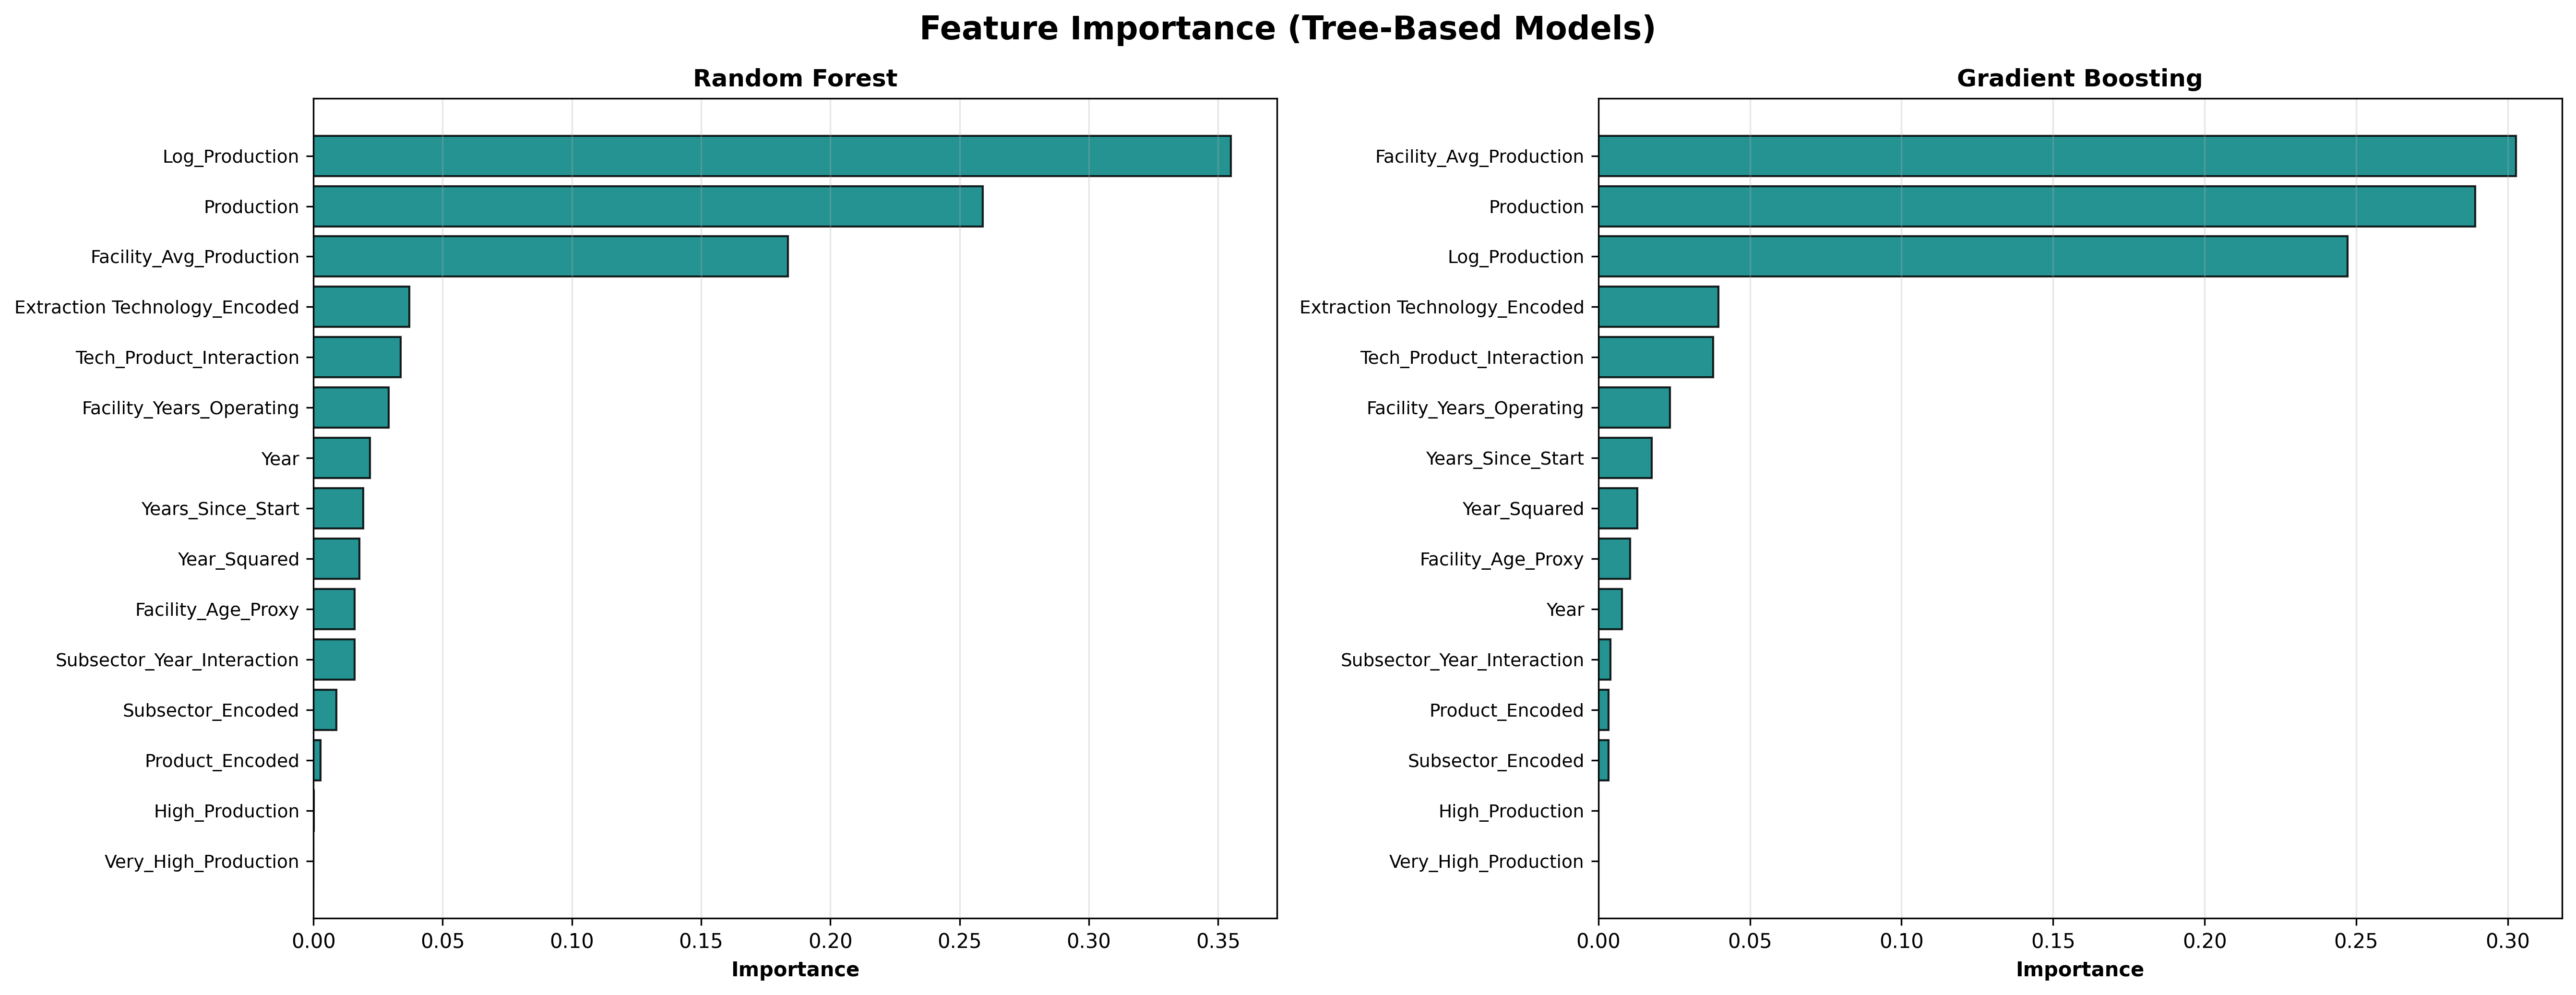 Feature Importance (Tree-Based Models)
Random Forest
Log_Production
Production
Facility_Avg_Production
Extraction Technology_Encoded
Tech_Product_Interaction
Facility_Years_Operating
Year
Years_Since_Start
Year_Squared
Facility_Age_Proxy
Subsector_Year_Interaction
Subsector_Encoded
Product_Encoded
High_Production
Very_High_Production
0.00 0.05 0.10 0.15 0.20 0.25 0.30 0.35
Importance
Gradient Boosting
Facility_Avg_Production
Production
Log_Production
Extraction Technology_Encoded
Tech_Product_Interaction
Facility_Years_Operating
Years_Since_Start
Year_Squared
Facility_Age_Proxy
Year
Subsector_Year_Interaction
Product_Encoded
Subsector_Encoded
High_Production
Very_High_Production
0.00 0.05 0.10 0.15 0.20 0.25 0.30
Importance